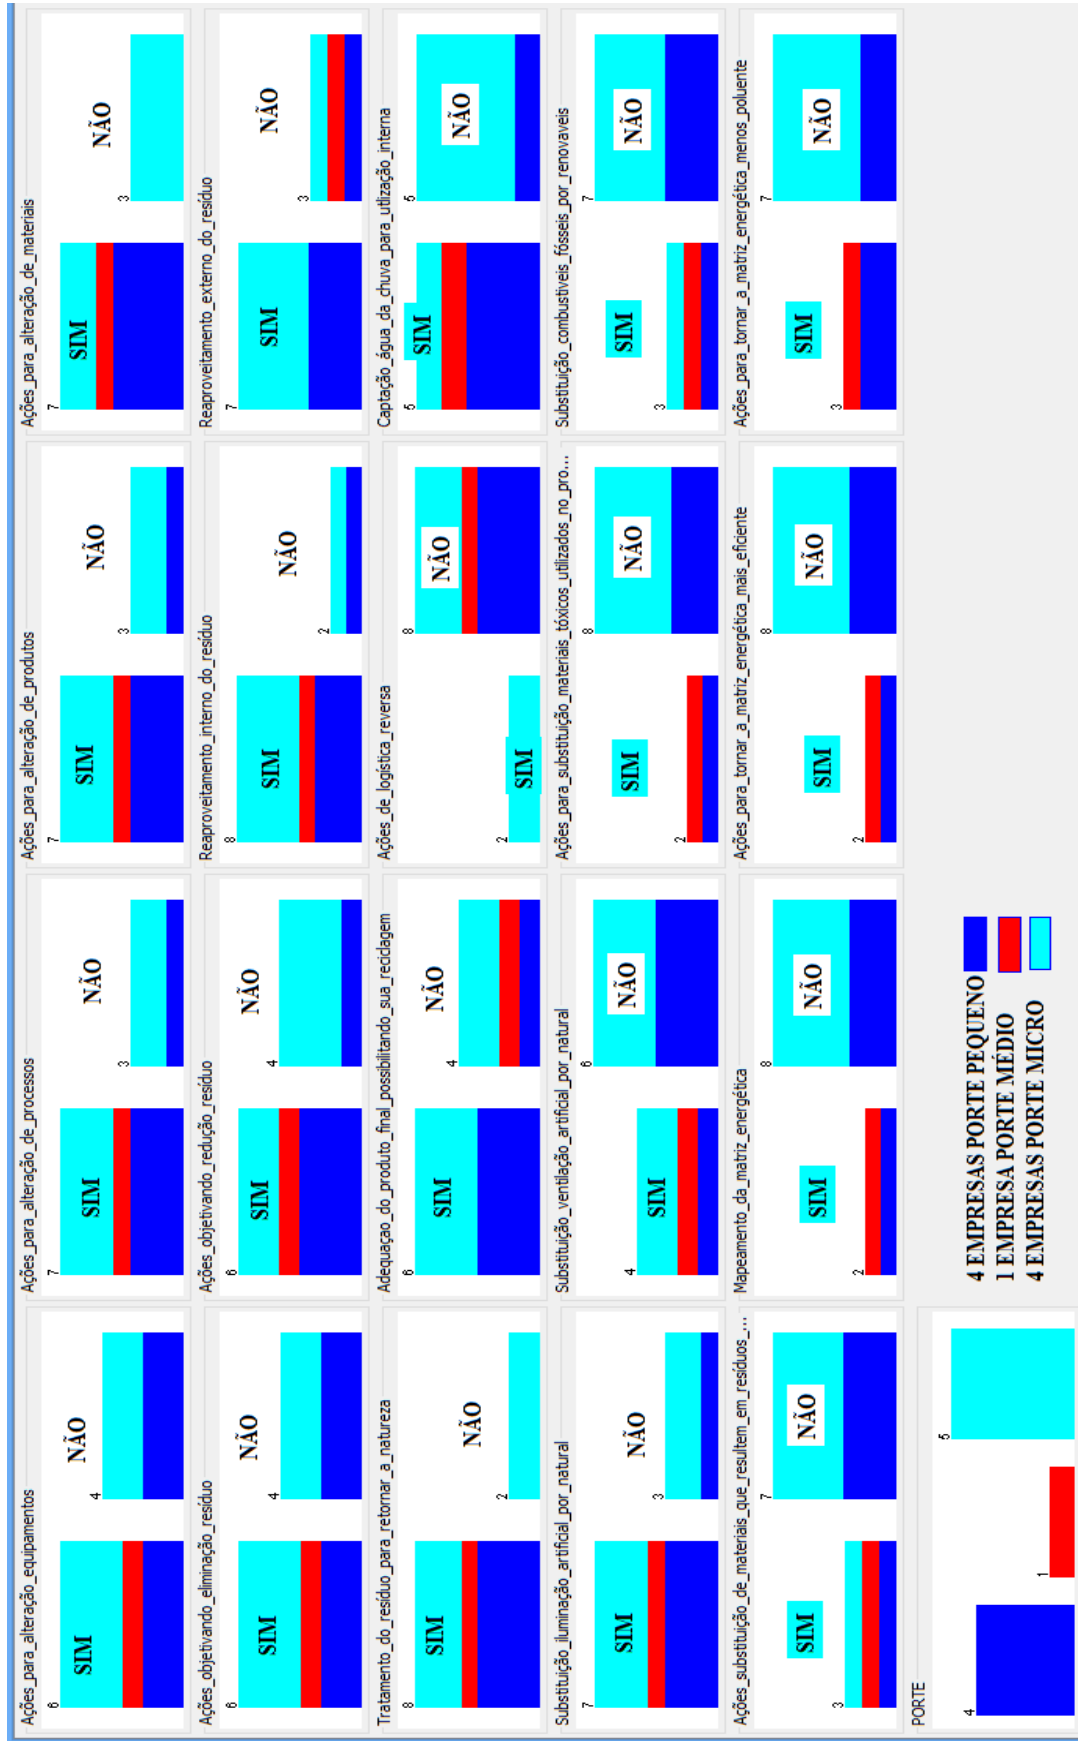 Ações_para_alteração_equipamentos
6
SIM
4
NÃO
Ações_para_alteração_de_processos
7
SIM
3
NÃO
Ações_para_alteração_de_produtos
7
SIM
3
NÃO
Ações_para_alteração_de_materiais
7
SIM
3
NÃO
Ações_objetivando_eliminação_resíduo
6
SIM
4
NÃO
Ações_objetivando_redução_resíduo
6
SIM
4
NÃO
Reaproveitamento_interno_do_resíduo
8
SIM
2
NÃO
Reaproveitamento_externo_do_resíduo
7
SIM
3
NÃO
Tratamento_do_resíduo_para_retornar_a_natureza
8
SIM
2
NÃO
Adequação_do_produto_final_possibilitando_sua_reciclagem
6
SIM
4
NÃO
Ações_de_logística_reversa
2
SIM
8
NÃO
Captação_água_da_chuva_para_utilização_interna
5
SIM
5
NÃO
Substituição_iluminação_artificial_por_natural
7
SIM
3
NÃO
Substituição_ventilação_artificial_por_natural
4
SIM
6
NÃO
Ações_para_substituição_materiais_tóxicos_utilizados_no_pro...
2
SIM
8
NÃO
Substituição_combustíveis_fósseis_por_renováveis
3
SIM
7
NÃO
Ações_substituição_de_materiais_que_resultem_em_resíduos_...
3
SIM
7
NÃO
Mapeamento_da_matriz_energética
2
SIM
8
NÃO
Ações_para_tornar_a_matriz_energética_mais_eficiente
2
SIM
8
NÃO
Ações_para_tornar_a_matriz_energética_menos_poluente
3
SIM
7
NÃO
PORTE
4
1
5
4 EMPRESAS PORTE PEQUENO
1 EMPRESA PORTE MÉDIO
4 EMPRESAS PORTE MICRO